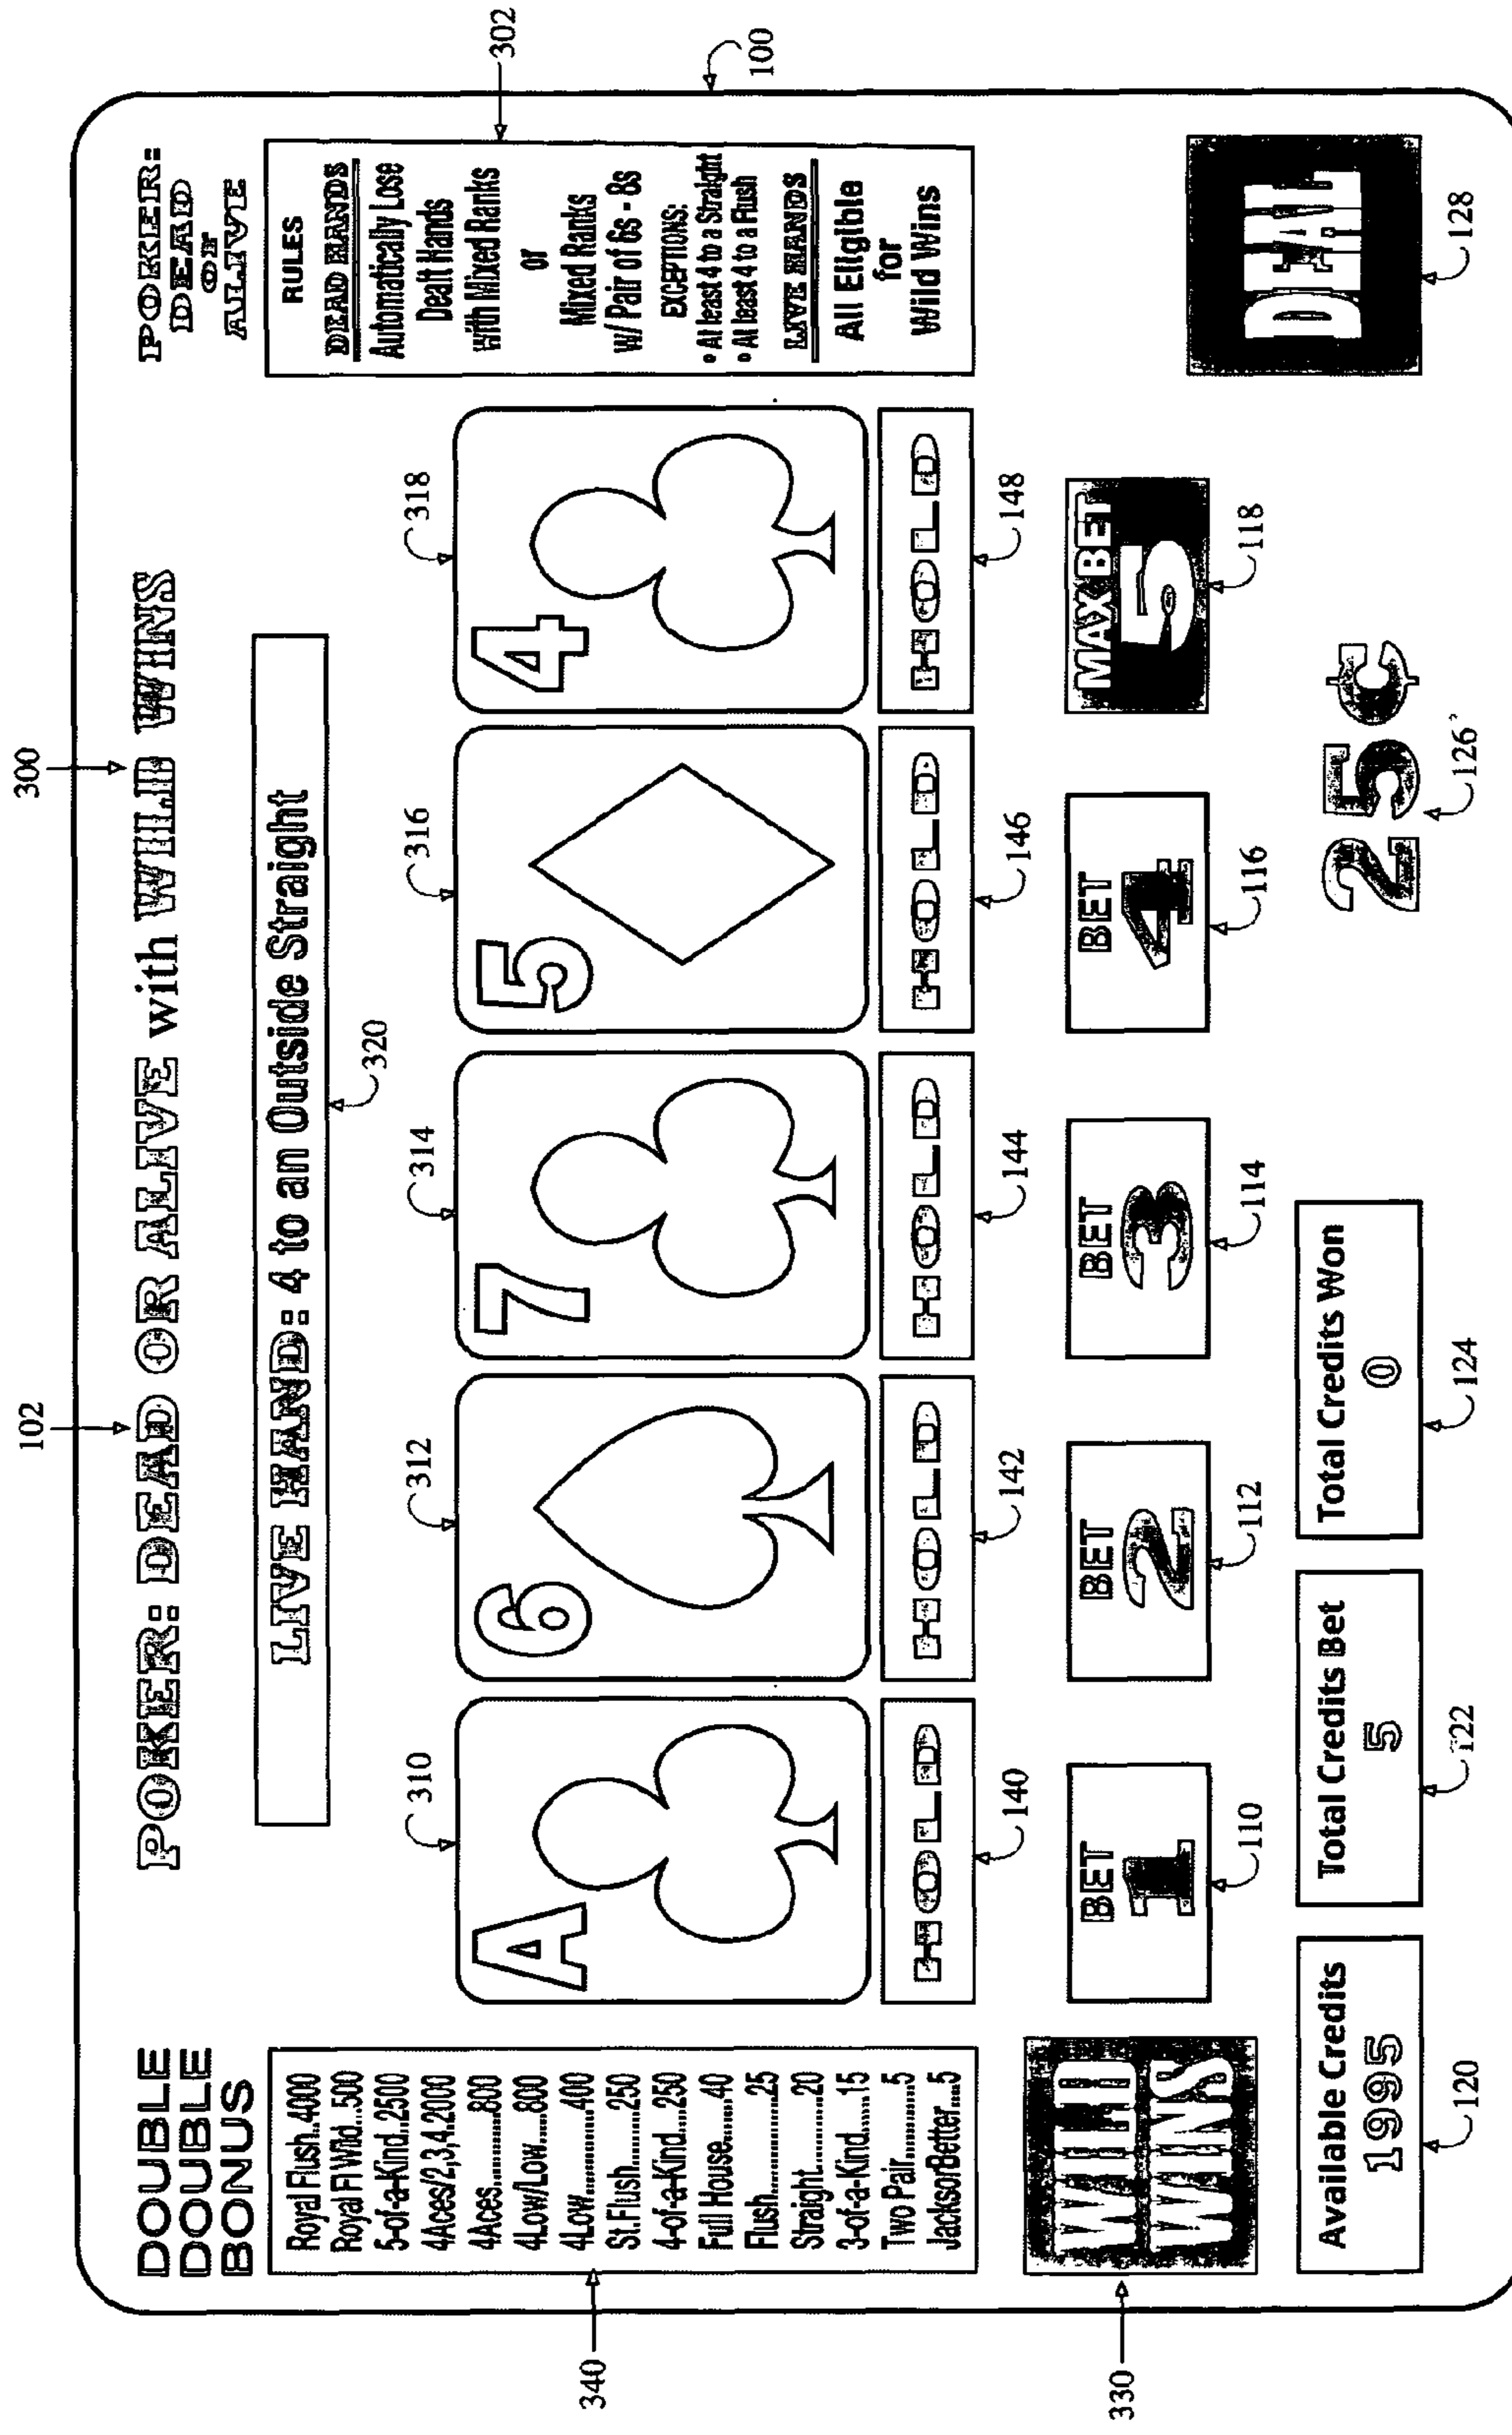 300
102
POKER: DEAD OR ALIVE with WILD WINS
DOUBLE
DOUBLE
BONUS
POKER:
DEAD
or
ALIVE
LIVE HAND: 4 to an Outside Straight
320
Royal Flush..4000
Royal Fl Wild...500
5-of-a-Kind..2500
4Aces/2,3,4.2000
4Aces............800
4Low/Low.....800
4Low............400
St.Flush.....250
4-of-a-Kind..250
Full House......40
Flush............25
Straight...........20
3-of-a-Kind....15
Two Pair...........5
JacksorBetter....5
340
310
312
314
316
318
A
6
7
5
4
HOLD
HOLD
HOLD
HOLD
HOLD
140
142
144
146
148
RULES
DEAD HANDS
Automatically Lose
Dealt Hands
with Mixed Ranks
or
Mixed Ranks
w/ Pair of 6s - 8s
EXCEPTIONS:
• At least 4 to a Straight
• At least 4 to a Flush
LIVE HANDS
All Eligible
for
Wild Wins
302
100
WILD
WINS
330
BET
1
110
BET
2
112
BET
3
114
BET
4
116
MAX BET
5
118
DEAL
128
Available Credits
1995
120
Total Credits Bet
5
122
Total Credits Won
0
124
25¢
126